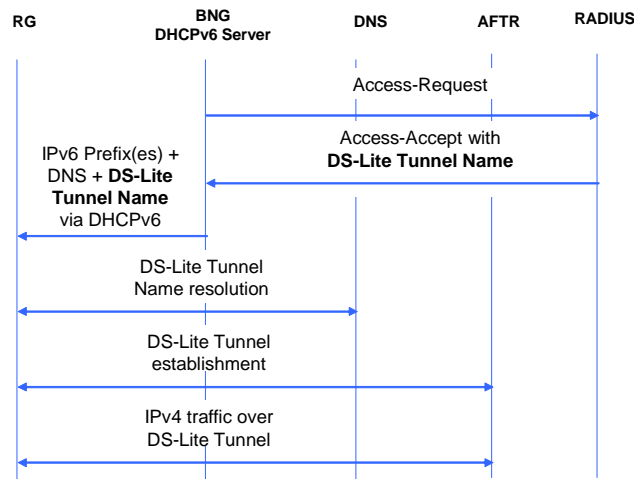 RG
BNG
DHCPv6 Server
DNS
AFTR
RADIUS
Access-Request
Access-Accept with
DS-Lite Tunnel Name
IPv6 Prefix(es) +
DNS + DS-Lite
Tunnel Name
via DHCPv6
DS-Lite Tunnel
Name resolution
DS-Lite Tunnel
establishment
IPv4 traffic over
DS-Lite Tunnel